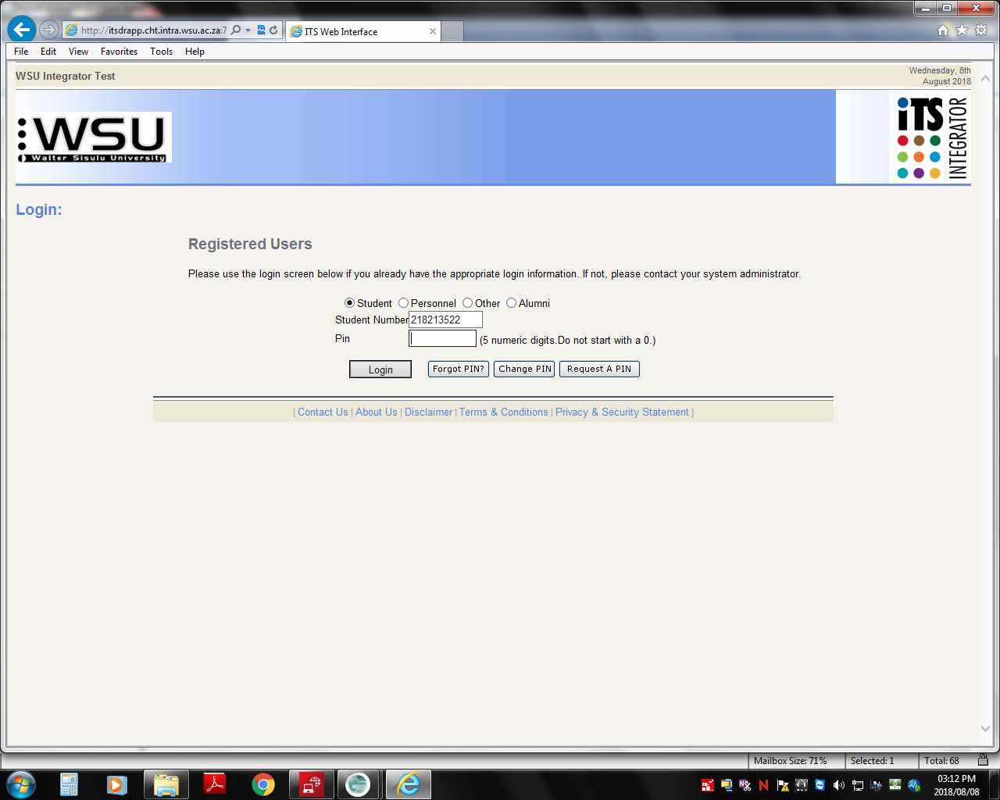 http://itsdrapp.cht.intra.wsu.ac.za:7
ITS Web Interface
File Edit View Favorites Tools Help
WSU Integrator Test
Wednesday, 8th
August 2018
WSU
Walter Sisulu University
iTS
INTEGRATOR
Login:
Registered Users
Please use the login screen below if you already have the appropriate login information. If not, please contact your system administrator.
Student Personnel Other Alumni
Student Number 218213522
Pin (5 numeric digits.Do not start with a 0.)
Login Forgot PIN? Change PIN Request A PIN
[ Contact Us | About Us | Disclaimer | Terms & Conditions | Privacy & Security Statement ]
Mailbox Size: 71% Selected: 1 Total: 68
03:12 PM
2018/08/08